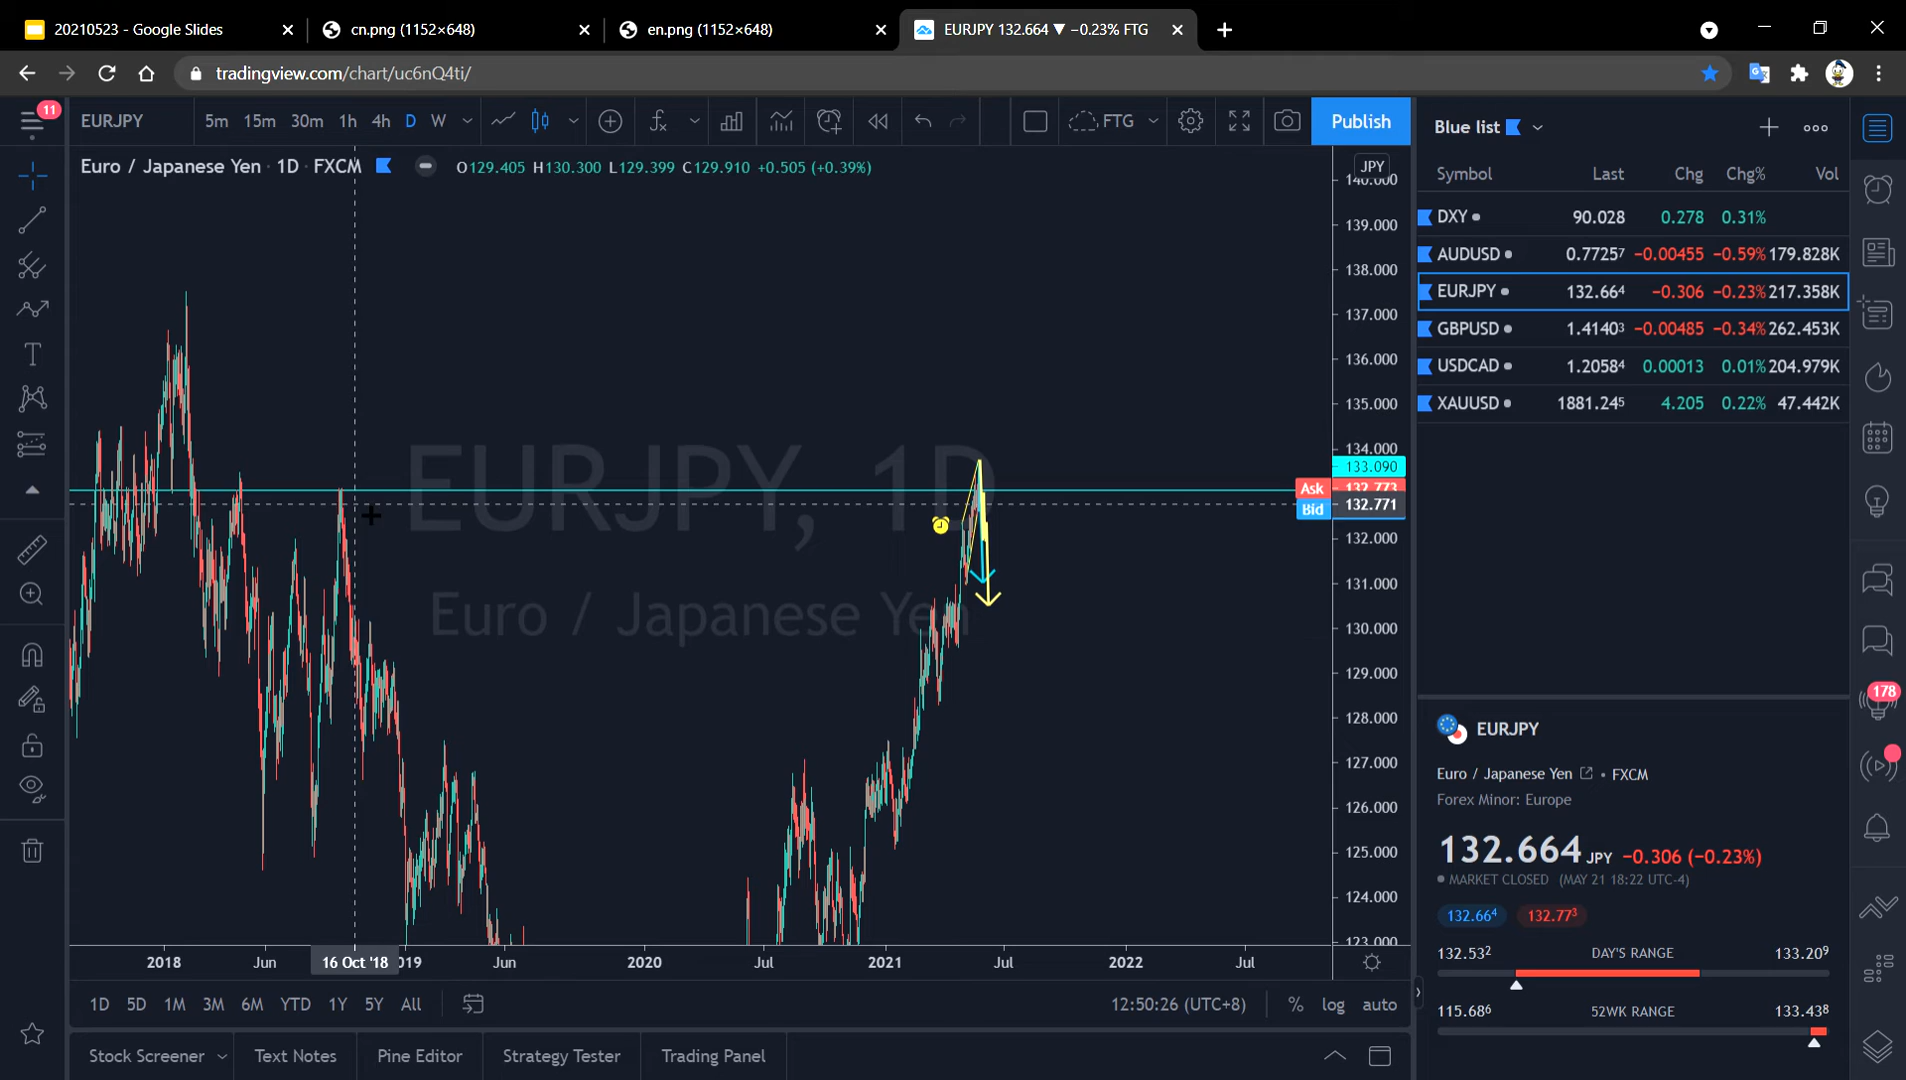 20210523 - Google Slides
cn.png (1152×648)
en.png (1152×648)
EURJPY 132.664 ▼ −0.23% FTG
tradingview.com/chart/uc6nQ4ti/
11
EURJPY 5m 15m 30m 1h 4h D W FTG Publish
Euro / Japanese Yen · 1D · FXCM O129.405 H130.300 L129.399 C129.910 +0.505 (+0.39%)
JPY
140.000
139.000
138.000
137.000
136.000
135.000
134.000
133.090
Ask 132.773
Bid 132.771
132.000
131.000
130.000
129.000
128.000
127.000
126.000
125.000
124.000
123.000
EURJPY, 1D
Euro / Japanese Yen
2018 Jun 16 Oct '18 Jun 2020 Jul 2021 Jul 2022 Jul
1D 5D 1M 3M 6M YTD 1Y 5Y All 12:50:26 (UTC+8) % log auto
Stock Screener Text Notes Pine Editor Strategy Tester Trading Panel
Blue list
Symbol Last Chg Chg% Vol
DXY 90.028 0.278 0.31%
AUDUSD 0.77257 −0.00455 −0.59% 179.828K
EURJPY 132.664 −0.306 −0.23% 217.358K
GBPUSD 1.41403 −0.00485 −0.34% 262.453K
USDCAD 1.20584 0.00013 0.01% 204.979K
XAUUSD 1881.245 4.205 0.22% 47.442K
EURJPY
Euro / Japanese Yen • FXCM
Forex Minor: Europe
132.664 JPY −0.306 (−0.23%)
MARKET CLOSED (MAY 21 18:22 UTC-4)
132.664 132.773
132.532 DAY'S RANGE 133.209
115.686 52WK RANGE 133.438
178